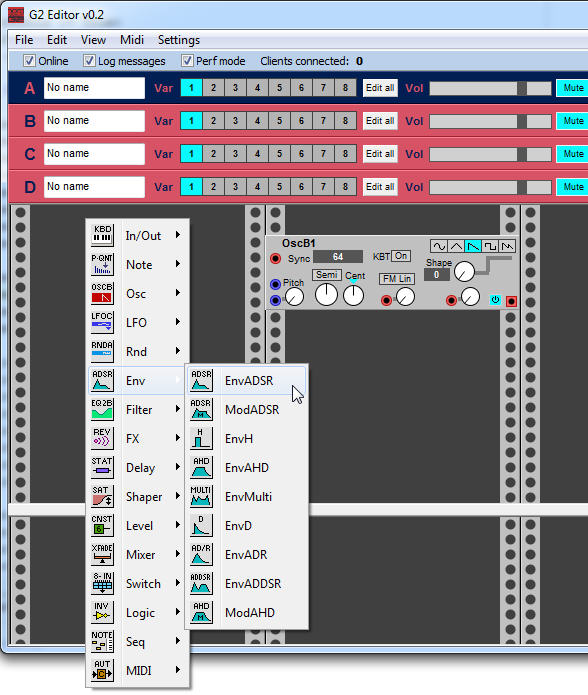 G2 Editor v0.2
File Edit View Midi Settings
Online Log messages Perf mode Clients connected: 0
A No name Var 1 2 3 4 5 6 7 8 Edit all Vol Mute
B No name Var 1 2 3 4 5 6 7 8 Edit all Vol Mute
C No name Var 1 2 3 4 5 6 7 8 Edit all Vol Mute
D No name Var 1 2 3 4 5 6 7 8 Edit all Vol Mute
OscB1
Sync 64 KBT On
Shape
0
Pitch Semi Cent FM Lin
KBD In/Out
P-QNT Note
OSCB Osc
LFOC LFO
RNDA Rnd
ADSR Env
EG2B Filter
REV FX
STAT Delay
SAT Shaper
CNST 6 Level
XFADE Mixer
8-IN Switch
INV Logic
NOTE Seq
AUT C MIDI
ADSR EnvADSR
ADSR M ModADSR
H EnvH
AHD EnvAHD
MULTI EnvMulti
D EnvD
AD/R EnvADR
ADDSR EnvADDSR
AHD M ModAHD